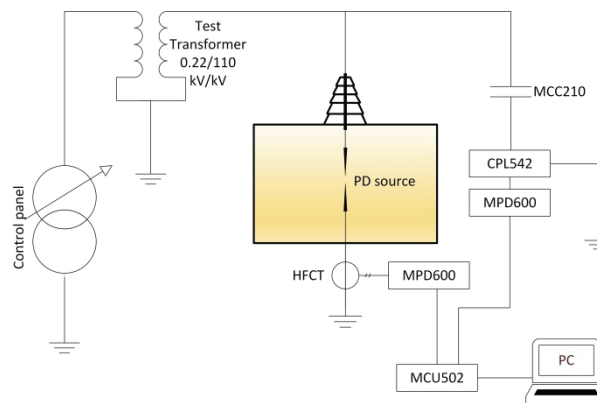 Test
Transformer
0.22/110
kV/kV
MCC210
CPL542
PD source
MPD600
Control panel
HFCT
MPD600
PC
MCU502